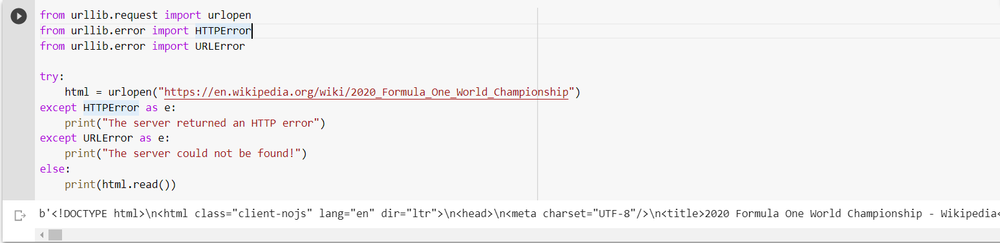 from urllib.request import urlopen
from urllib.error import HTTPError
from urllib.error import URLError
try:
html = urlopen("https://en.wikipedia.org/wiki/2020_Formula_One_World_Championship")
except HTTPError as e:
print("The server returned an HTTP error")
except URLError as e:
print("The server could not be found!")
else:
print(html.read())
b'<!DOCTYPE html>\n<html class="client-nojs" lang="en" dir="ltr">\n<head>\n<meta charset="UTF-8"/>\n<title>2020 Formula One World Championship - Wikipedia<